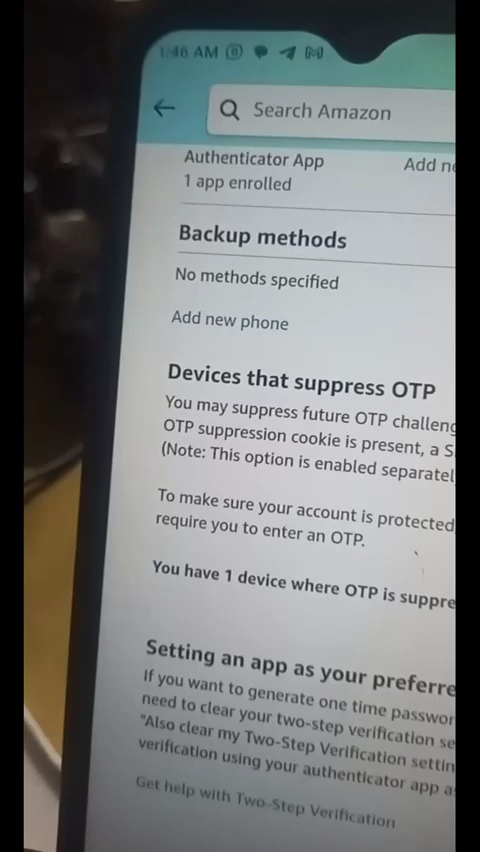 1:46 AM
Search Amazon
Authenticator App Add ne
1 app enrolled
Backup methods
No methods specified
Add new phone
Devices that suppress OTP
You may suppress future OTP challeng
OTP suppression cookie is present, a S
(Note: This option is enabled separatel
To make sure your account is protected
require you to enter an OTP.
You have 1 device where OTP is suppre
Setting an app as your preferre
If you want to generate one time passwor
need to clear your two-step verification se
"Also clear my Two-Step Verification settin
verification using your authenticator app a
Get help with Two-Step Verification